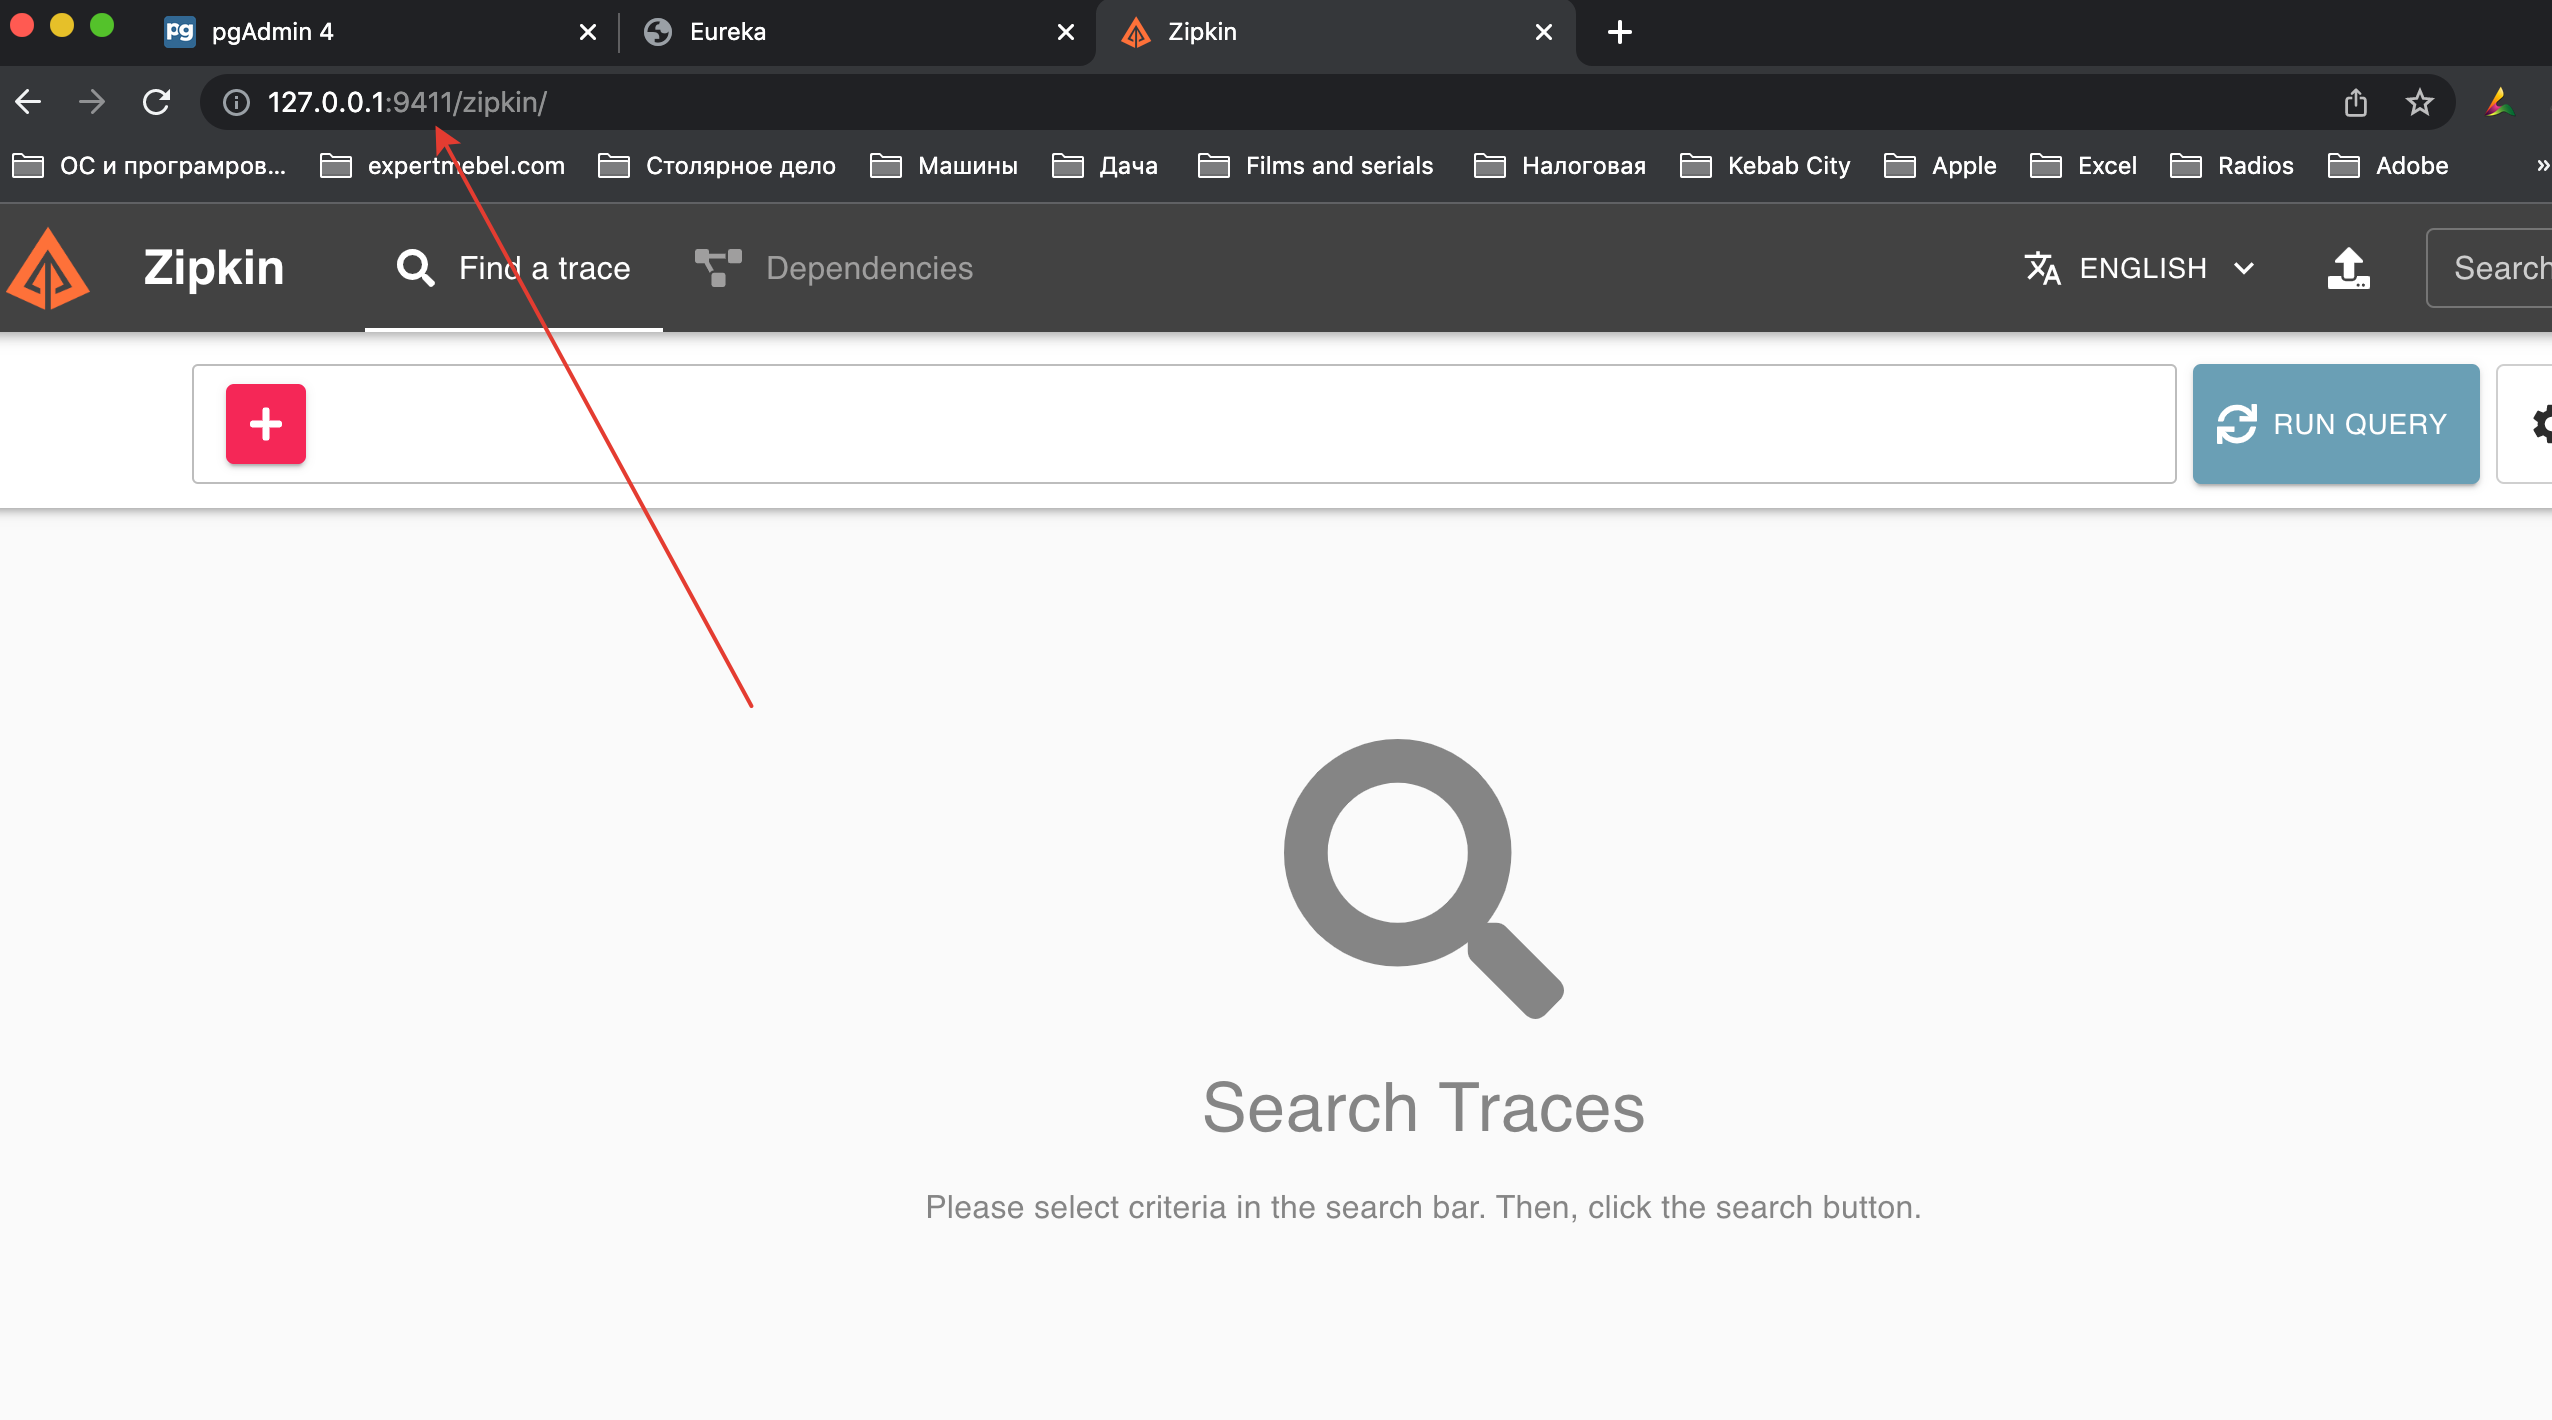 pgAdmin 4
Eureka
Zipkin
127.0.0.1:9411/zipkin/
ОС и програмров...
expertmebel.com
Столярное дело
Машины
Дача
Films and serials
Налоговая
Kebab City
Apple
Excel
Radios
Adobe
»
Zipkin
Find a trace
Dependencies
ENGLISH
Search
RUN QUERY
Search Traces
Please select criteria in the search bar. Then, click the search button.